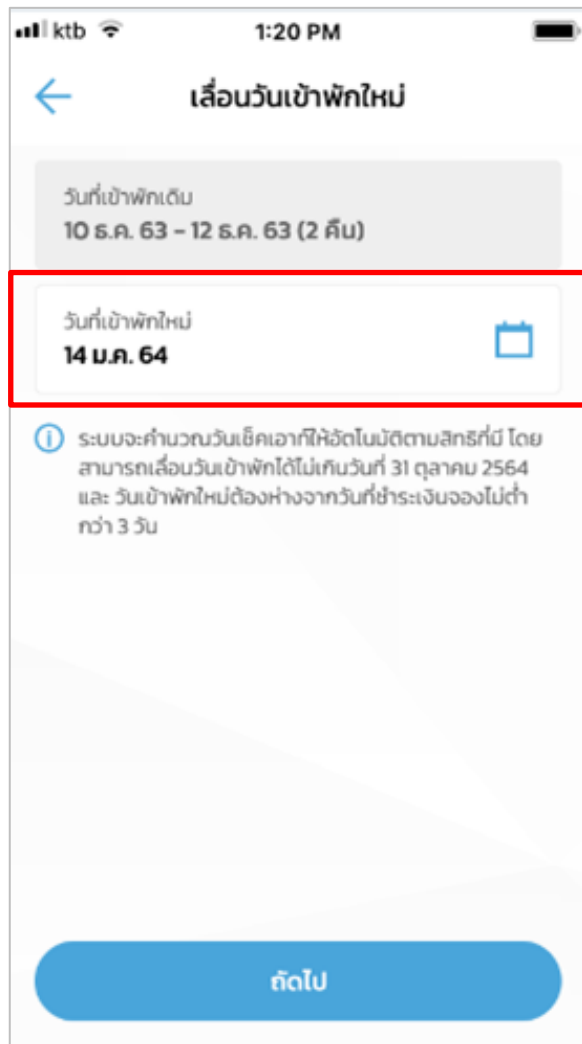 ktb 1:20 PM
เลื่อนวันเข้าพักใหม่
วันที่เข้าพักเดิม
10 ธ.ค. 63 – 12 ธ.ค. 63 (2 คืน)
วันที่เข้าพักใหม่
14 ม.ค. 64
ระบบจะคำนวณวันเช็คเอาท์ให้อัตโนมัติตามสิทธิที่มี โดย
สามารถเลื่อนวันเข้าพักได้ไม่เกินวันที่ 31 ตุลาคม 2564
และ วันเข้าพักใหม่ต้องห่างจากวันที่ชำระเงินจองไม่ต่ำ
กว่า 3 วัน
ถัดไป